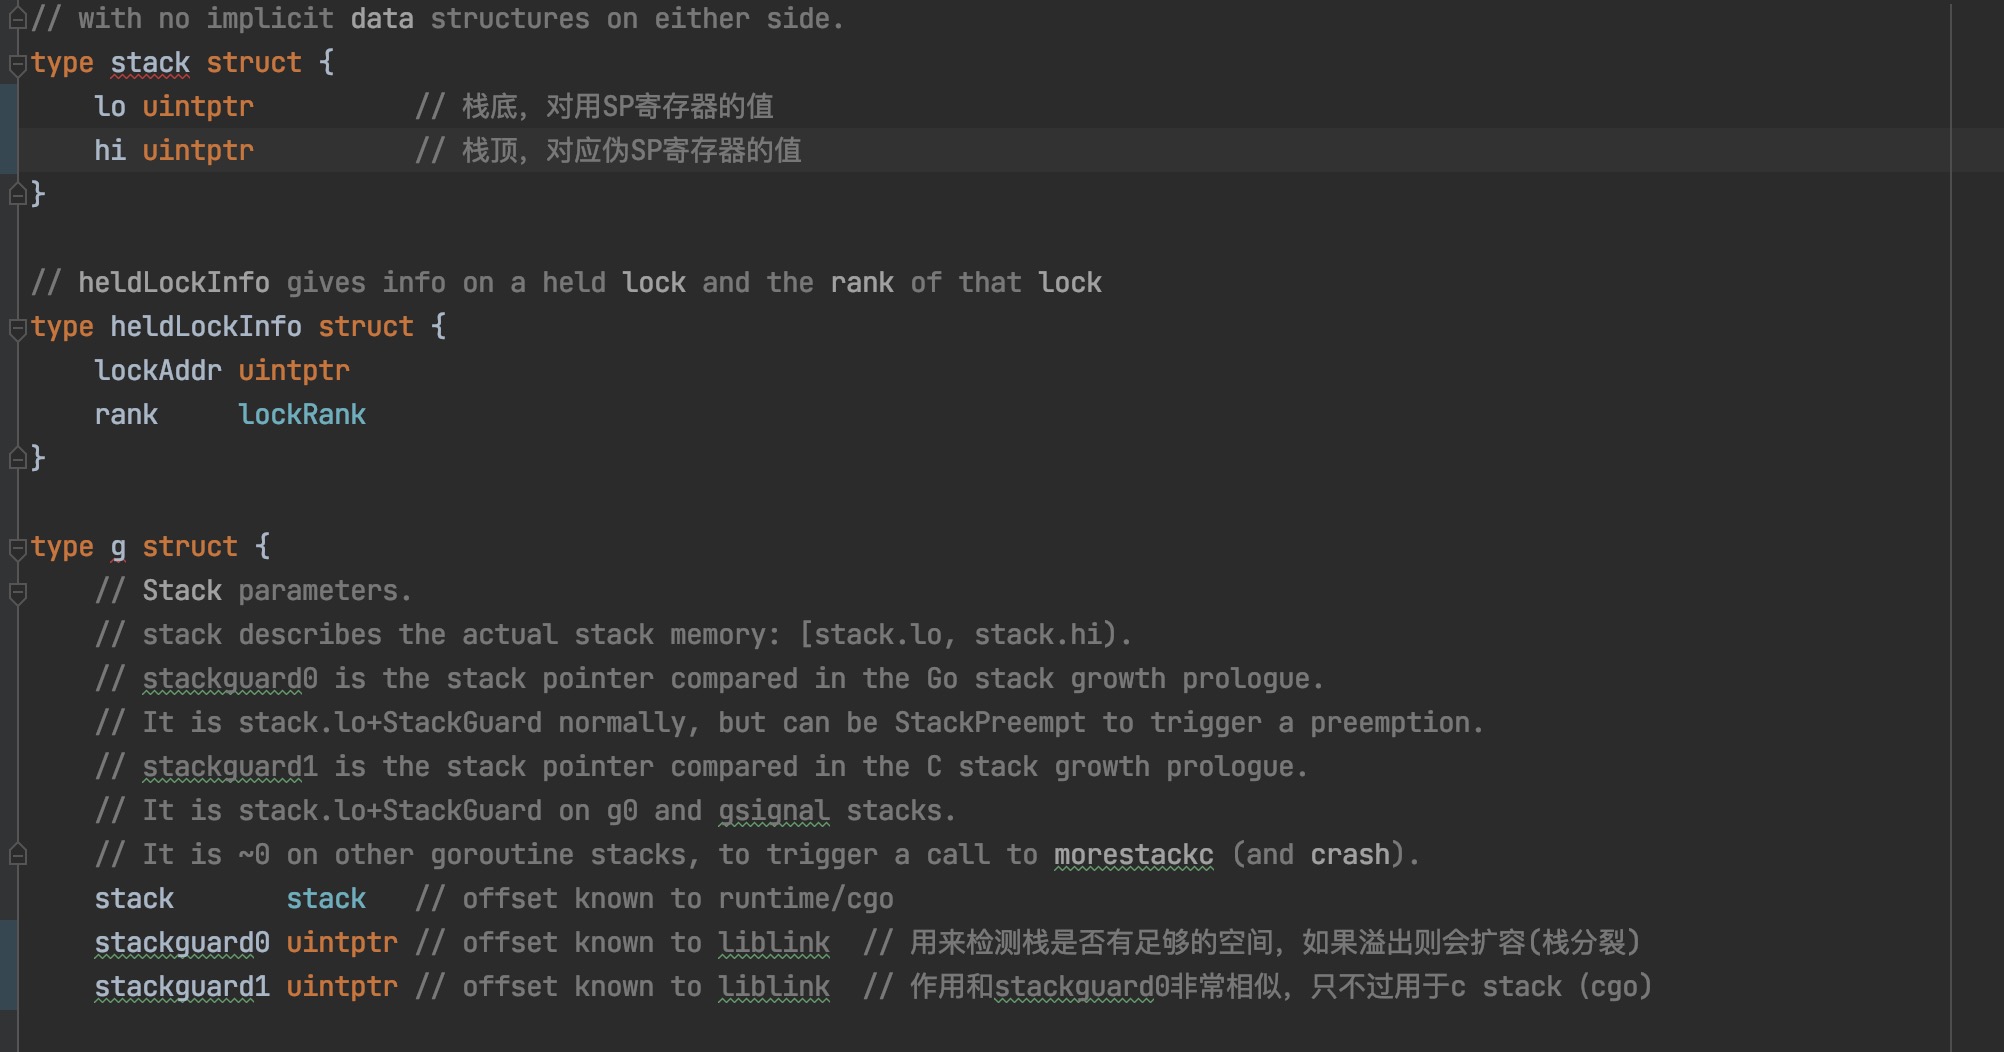 // with no implicit data structures on either side.
type stack struct {
    lo uintptr          // 栈底，对用SP寄存器的值
    hi uintptr          // 栈顶，对应伪SP寄存器的值
}
// heldLockInfo gives info on a held lock and the rank of that lock
type heldLockInfo struct {
    lockAddr uintptr
    rank     lockRank
}
type g struct {
    // Stack parameters.
    // stack describes the actual stack memory: [stack.lo, stack.hi).
    // stackguard0 is the stack pointer compared in the Go stack growth prologue.
    // It is stack.lo+StackGuard normally, but can be StackPreempt to trigger a preemption.
    // stackguard1 is the stack pointer compared in the C stack growth prologue.
    // It is stack.lo+StackGuard on g0 and gsignal stacks.
    // It is ~0 on other goroutine stacks, to trigger a call to morestackc (and crash).
    stack       stack   // offset known to runtime/cgo
    stackguard0 uintptr // offset known to liblink  // 用来检测栈是否有足够的空间，如果溢出则会扩容(栈分裂)
    stackguard1 uintptr // offset known to liblink  // 作用和stackguard0非常相似，只不过用于c stack (cgo)